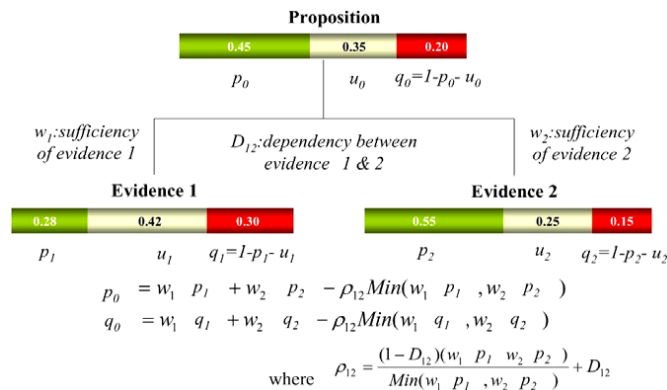 Proposition
0.45 0.35 0.20
p₀ u₀ q₀=1-p₀- u₀
w₁:sufficiency of evidence 1
D₁₂:dependency between evidence 1 & 2
w₂:sufficiency of evidence 2
Evidence 1 Evidence 2
0.28 0.42 0.30 0.55 0.25 0.15
p₁ u₁ q₁=1-p₁- u₁ p₂ u₂ q₂=1-p₂- u₂
p₀ = w₁ p₁ + w₂ p₂ − ρ₁₂Min(w₁ p₁ , w₂ p₂ )
q₀ = w₁ q₁ + w₂ q₂ − ρ₁₂Min(w₁ q₁ , w₂ q₂ )
where ρ₁₂ = (1 − D₁₂)(w₁ p₁ w₂ p₂ ) / Min(w₁ p₁ , w₂ p₂ ) + D₁₂